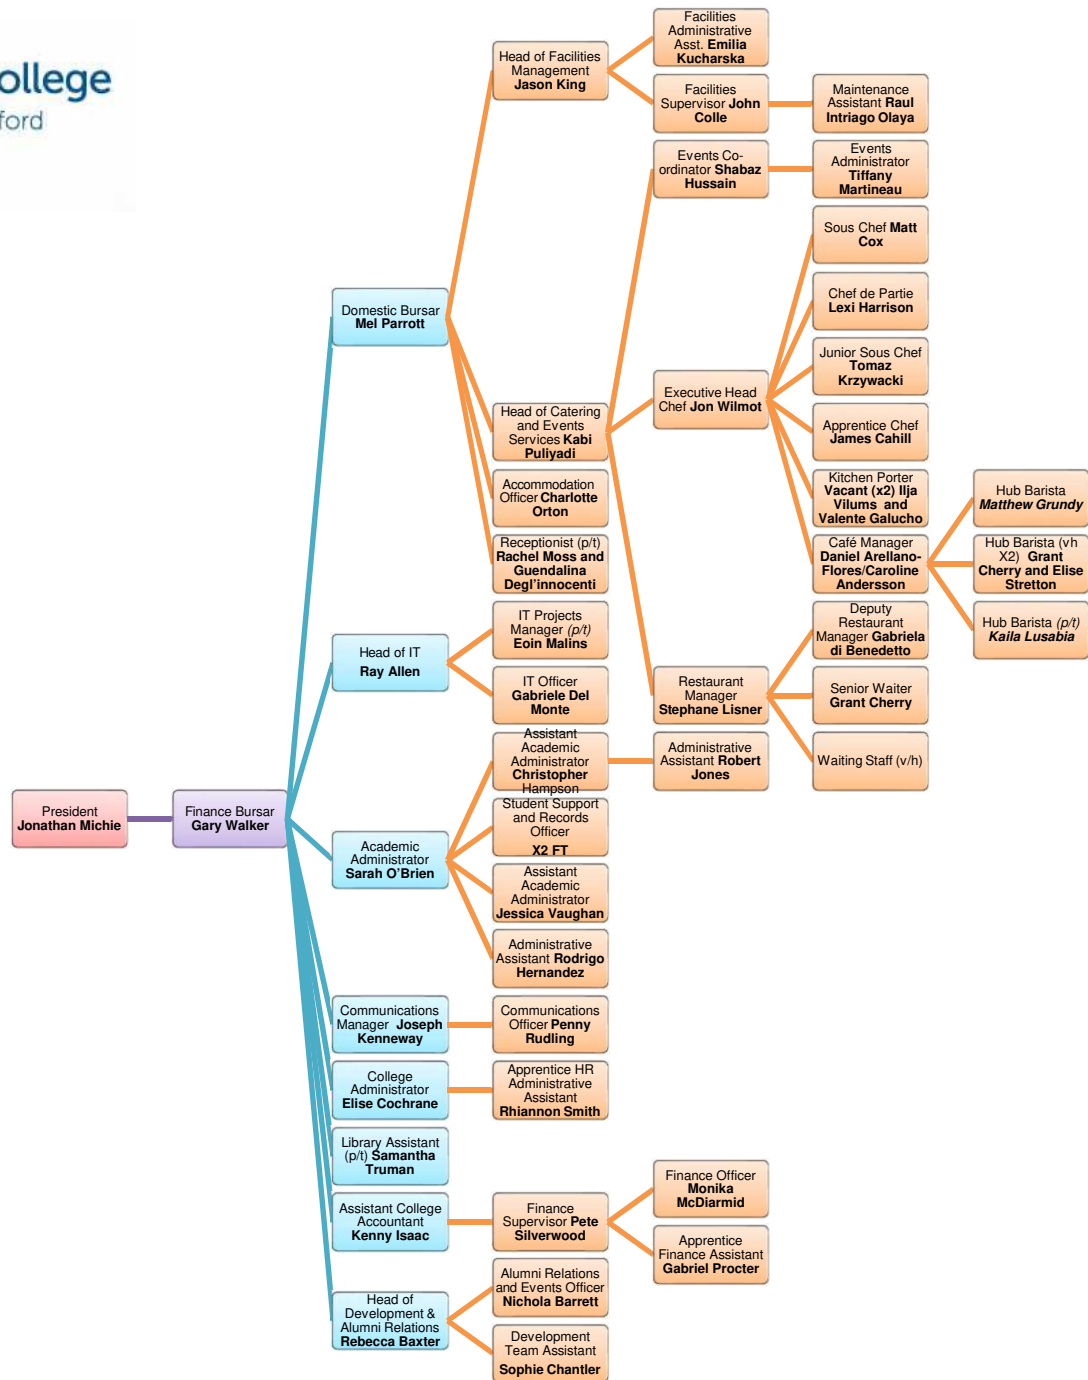 ollege
ford
President
Jonathan Michie
Finance Bursar
Gary Walker
Domestic Bursar
Mel Parrott
Head of Facilities
Management
Jason King
Facilities
Administrative
Asst. Emilia
Kucharska
Facilities
Supervisor John
Colle
Maintenance
Assistant Raul
Intriago Olaya
Head of Catering
and Events
Services Kabi
Puliyadi
Events Co-
ordinator Shabaz
Hussain
Events
Administrator
Tiffany
Martineau
Executive Head
Chef Jon Wilmot
Sous Chef Matt
Cox
Chef de Partie
Lexi Harrison
Junior Sous Chef
Tomaz
Krzywacki
Apprentice Chef
James Cahill
Kitchen Porter
Vacant (x2) Ilja
Vilums and
Valente Galucho
Café Manager
Daniel Arellano-
Flores/Caroline
Andersson
Hub Barista
Matthew Grundy
Hub Barista (vh
X2) Grant
Cherry and Elise
Stretton
Hub Barista (p/t)
Kaila Lusabia
Restaurant
Manager
Stephane Lisner
Deputy
Restaurant
Manager Gabriela
di Benedetto
Senior Waiter
Grant Cherry
Waiting Staff (v/h)
Accommodation
Officer Charlotte
Orton
Receptionist (p/t)
Rachel Moss and
Guendalina
Degl'innocenti
Head of IT
Ray Allen
IT Projects
Manager (p/t)
Eoin Malins
IT Officer
Gabriele Del
Monte
Academic
Administrator
Sarah O'Brien
Assistant
Academic
Administrator
Christopher
Hampson
Administrative
Assistant Robert
Jones
Student Support
and Records
Officer
X2 FT
Assistant
Academic
Administrator
Jessica Vaughan
Administrative
Assistant Rodrigo
Hernandez
Communications
Manager Joseph
Kenneway
Communications
Officer Penny
Rudling
College
Administrator
Elise Cochrane
Apprentice HR
Administrative
Assistant
Rhiannon Smith
Library Assistant
(p/t) Samantha
Truman
Assistant College
Accountant
Kenny Isaac
Finance
Supervisor Pete
Silverwood
Finance Officer
Monika
McDiarmid
Apprentice
Finance Assistant
Gabriel Procter
Head of
Development &
Alumni Relations
Rebecca Baxter
Alumni Relations
and Events Officer
Nichola Barrett
Development
Team Assistant
Sophie Chantler